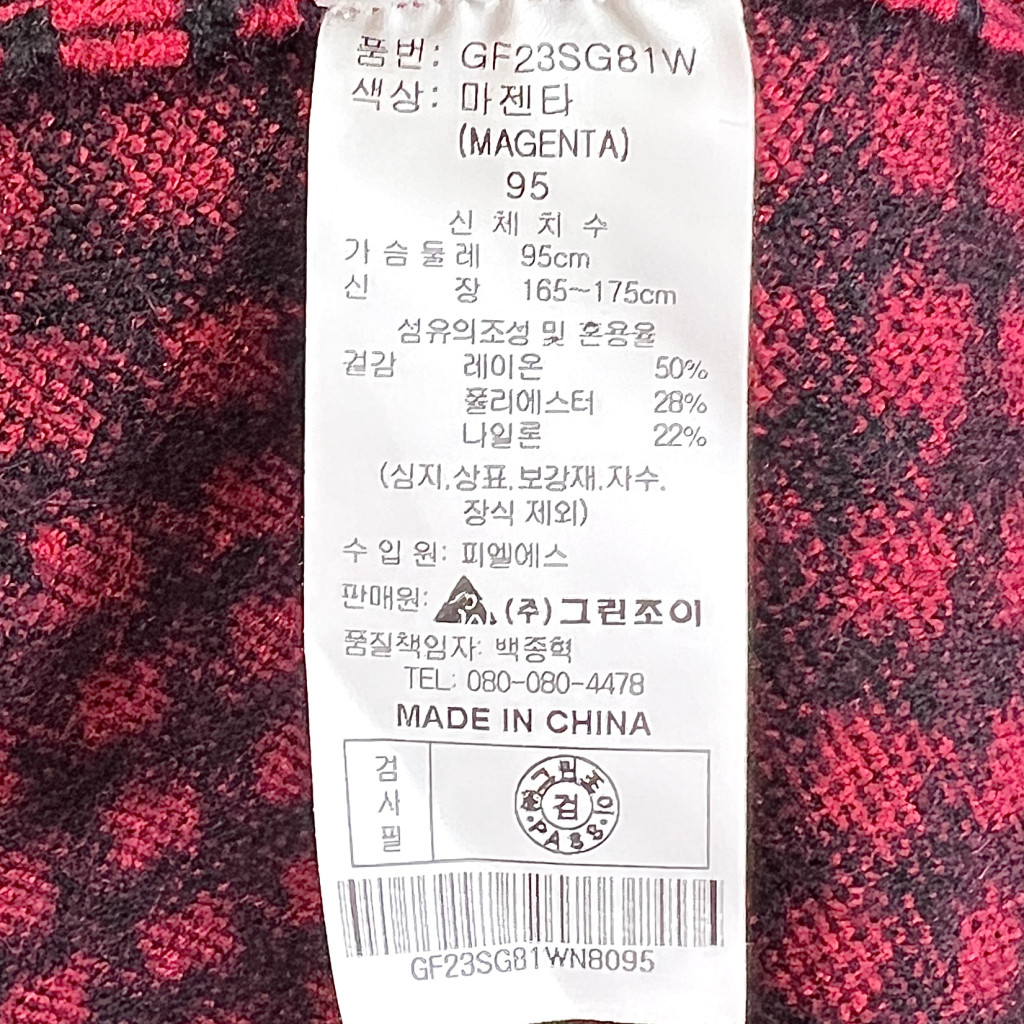 품번: GF23SG81W
색상: 마젠타
(MAGENTA)
95
신 체 치 수
가 슴 둘 레 95cm
신 장 165~175cm
섬유의조성 및 혼용율
겉감 레이온 50%
폴리에스터 28%
나일론 22%
(심지,상표,보강재,자수,
장식 제외)
수 입 원: 피엘에스
판매원: (주)그린조이
품질책임자: 백종혁
TEL: 080-080-4478
MADE IN CHINA
검사필
그린조이
검
PASS
GF23SG81WN8095